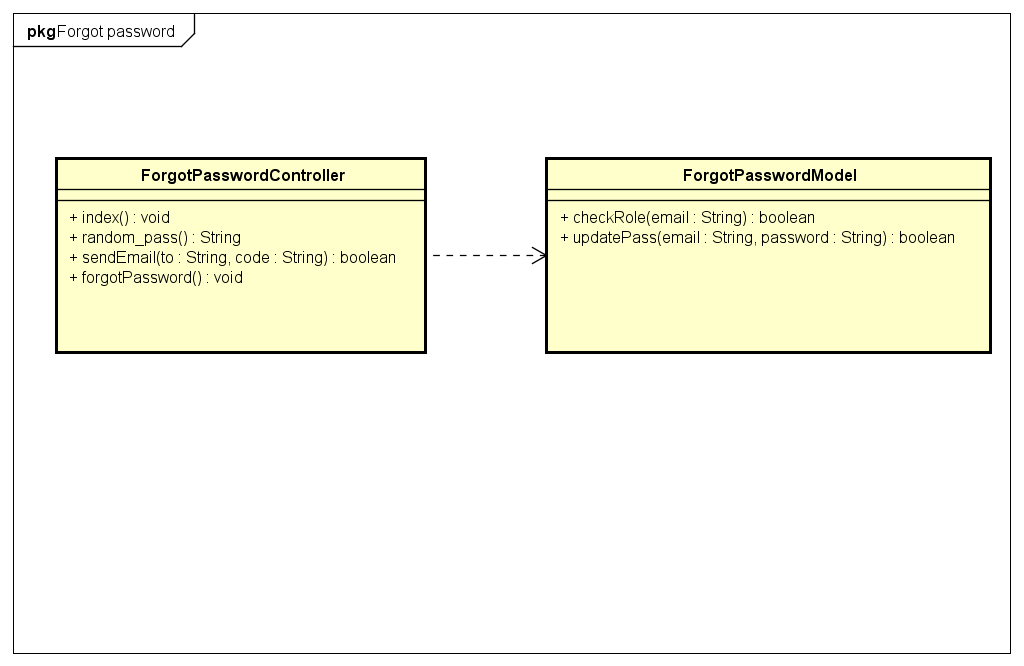 pkgForgot password
ForgotPasswordController
+ index() : void
+ random_pass() : String
+ sendEmail(to : String, code : String) : boolean
+ forgotPassword() : void
ForgotPasswordModel
+ checkRole(email : String) : boolean
+ updatePass(email : String, password : String) : boolean